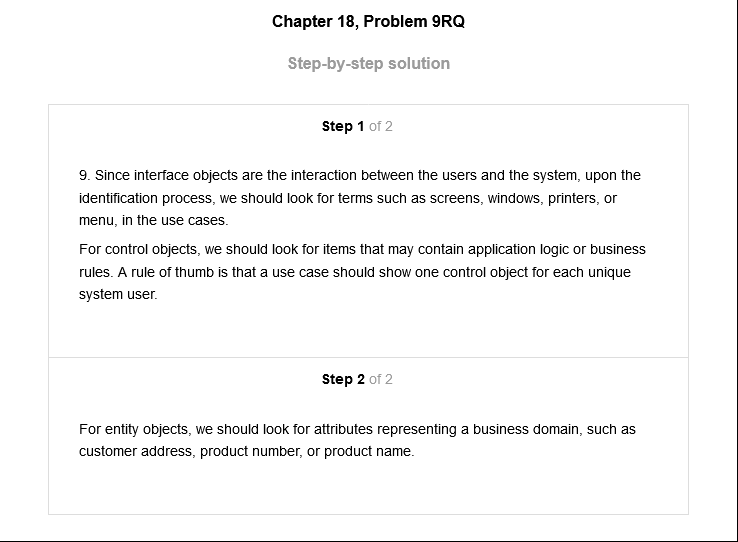 Chapter 18, Problem 9RQ
Step-by-step solution
Step 1 of 2
9. Since interface objects are the interaction between the users and the system, upon the
identification process, we should look for terms such as screens, windows, printers, or
menu, in the use cases.
For control objects, we should look for items that may contain application logic or business
rules. A rule of thumb is that a use case should show one control object for each unique
system user.
Step 2 of 2
For entity objects, we should look for attributes representing a business domain, such as
customer address, product number, or product name.